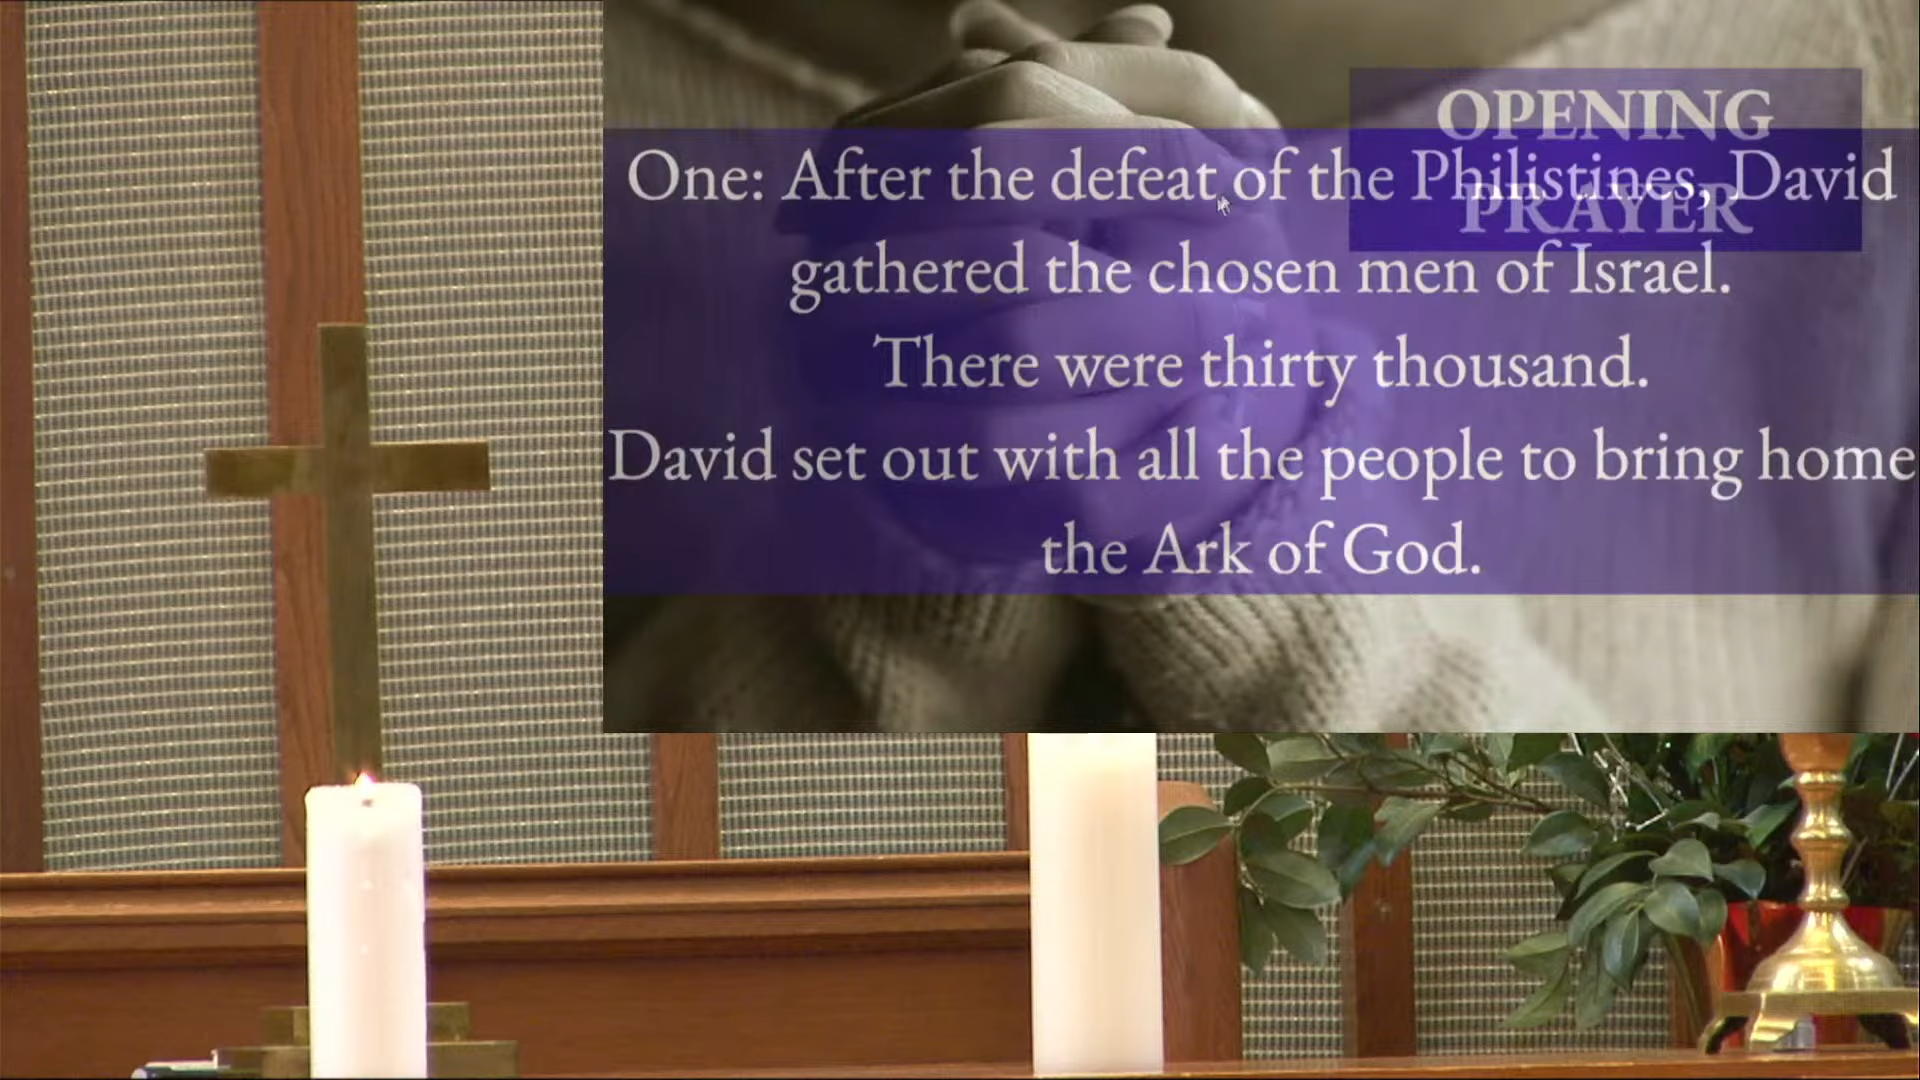 OPENING
PRAYER
One: After the defeat of the Philistines, David
gathered the chosen men of Israel.
There were thirty thousand.
David set out with all the people to bring home
the Ark of God.